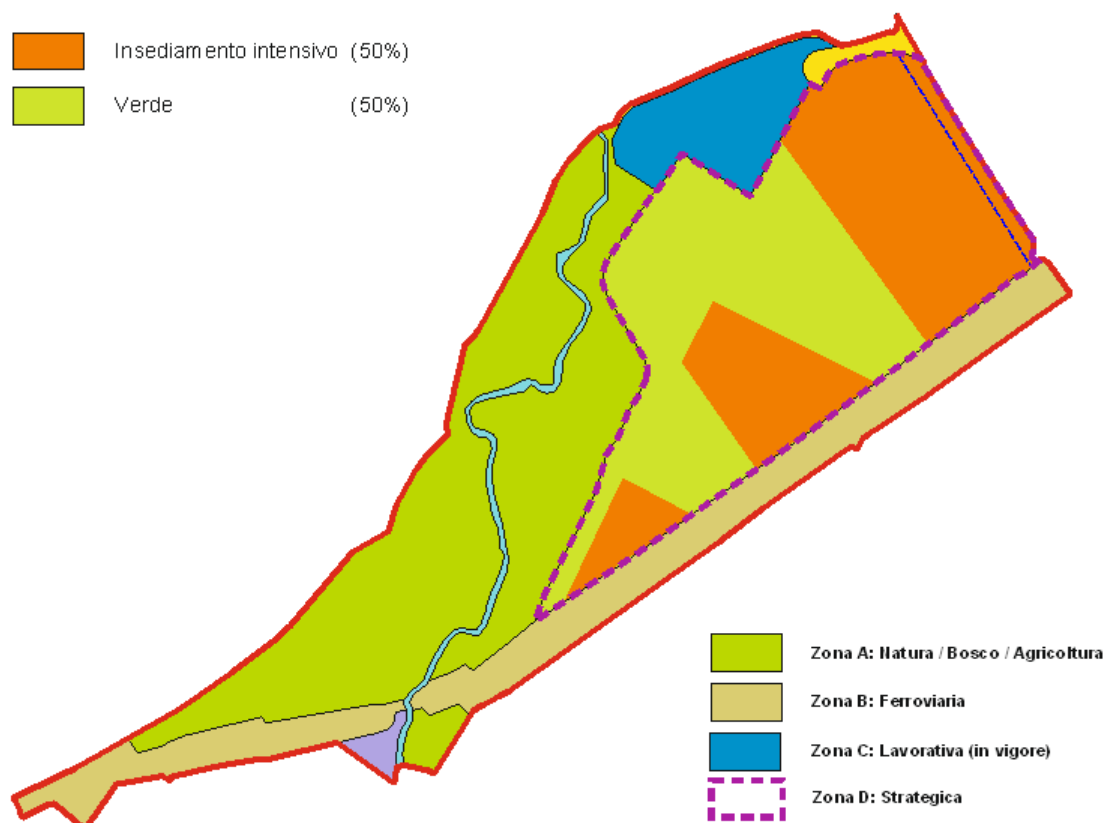 Insediamento intensivo (50%)
Verde (50%)
Zona A: Natura / Bosco / Agricoltura
Zona B: Ferroviaria
Zona C: Lavorativa (in vigore)
Zona D: Strategica